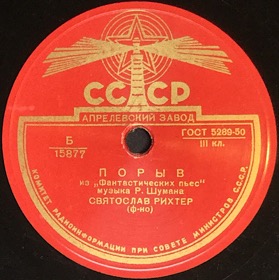 СССР
АПРЕЛЕВСКИЙ ЗАВОД
Б
15877
ГОСТ 5289-50
III кл.
ПОРЫВ
из „Фантастических пьес"
музыка Р. Шумана
СВЯТОСЛАВ РИХТЕР
(ф-но)
КОМИТЕТ РАДИОИНФОРМАЦИИ ПРИ СОВЕТЕ МИНИСТРОВ СССР.